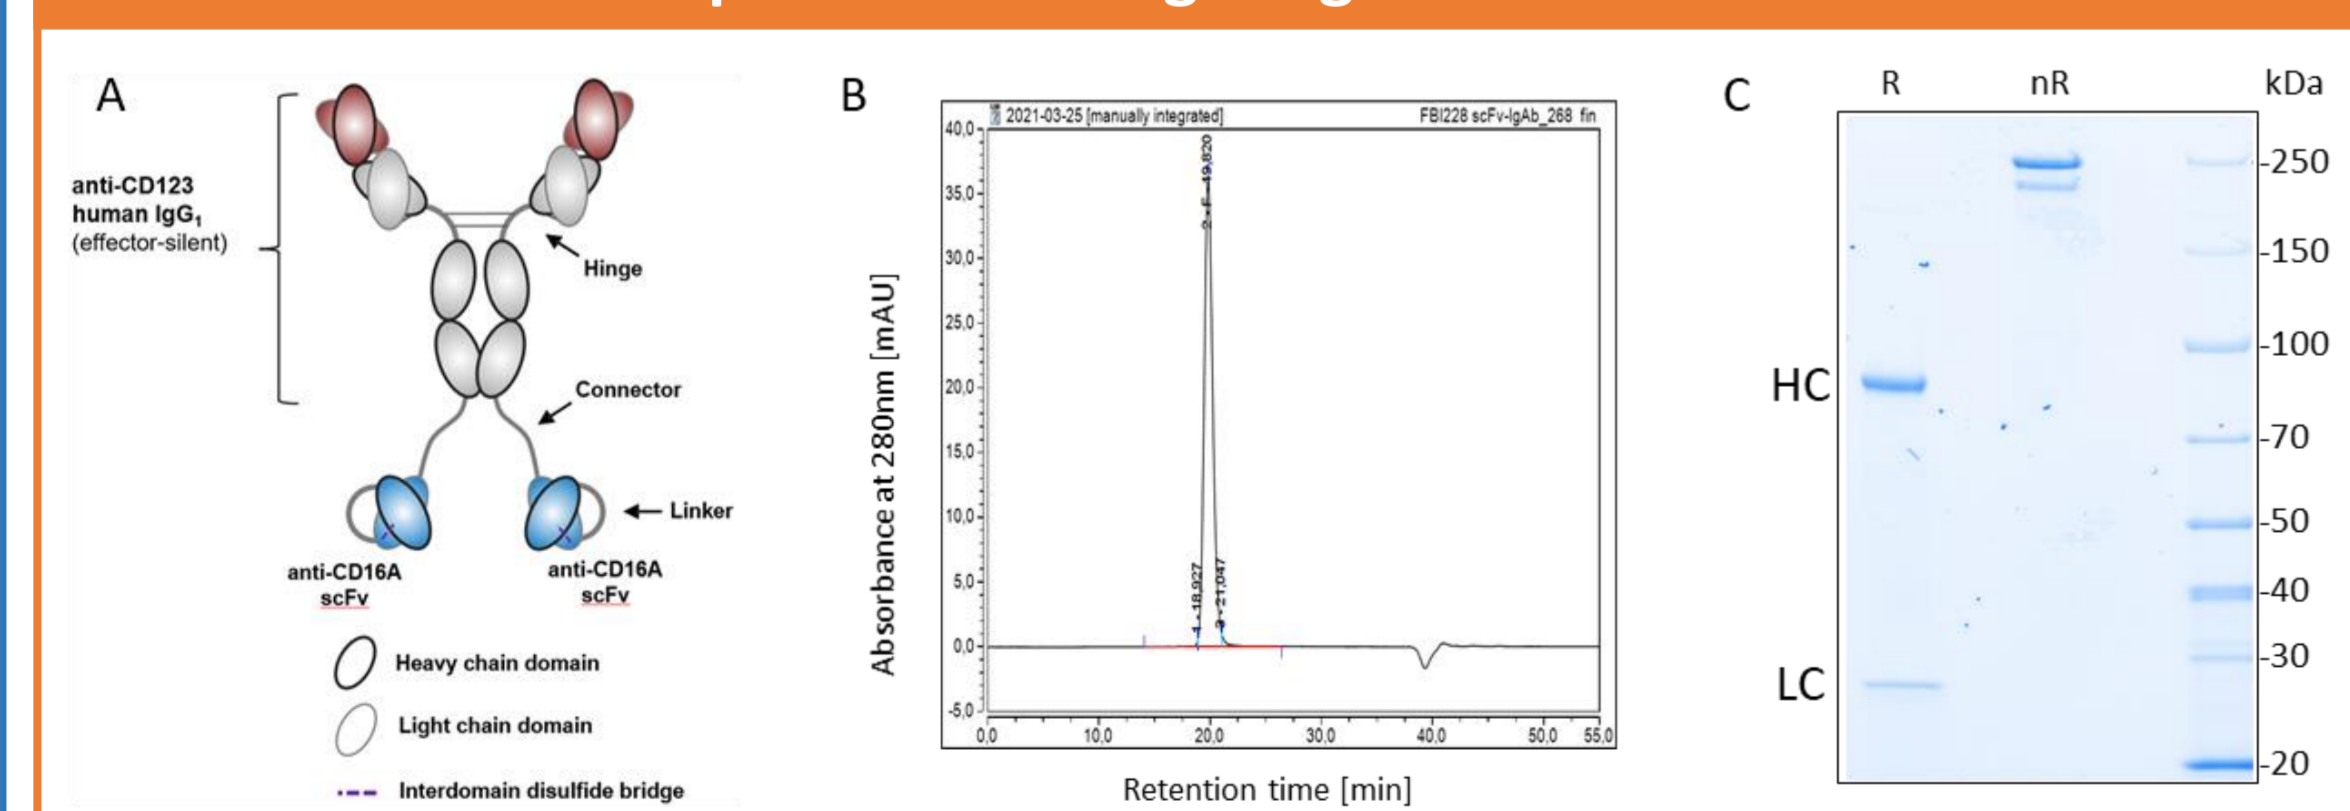 A
anti-CD123
human IgG1
(effector-silent)
Hinge
Connector
Linker
anti-CD16A
scFv
anti-CD16A
scFv
Heavy chain domain
Light chain domain
Interdomain disulfide bridge
B
2021-03-25 [manually integrated]
FBI228 scFv-IgAb_268 fin
Absorbance at 280nm [mAU]
40,0
35,0
30,0
25,0
20,0
15,0
10,0
5,0
0,0
-5,0
1 - 18,927
3 - 21,047
0,0
10,0
20,0
30,0
40,0
50,0
55,0
Retention time [min]
C
R
nR
kDa
-250
-150
-100
HC
-70
-50
-40
-30
LC
-20